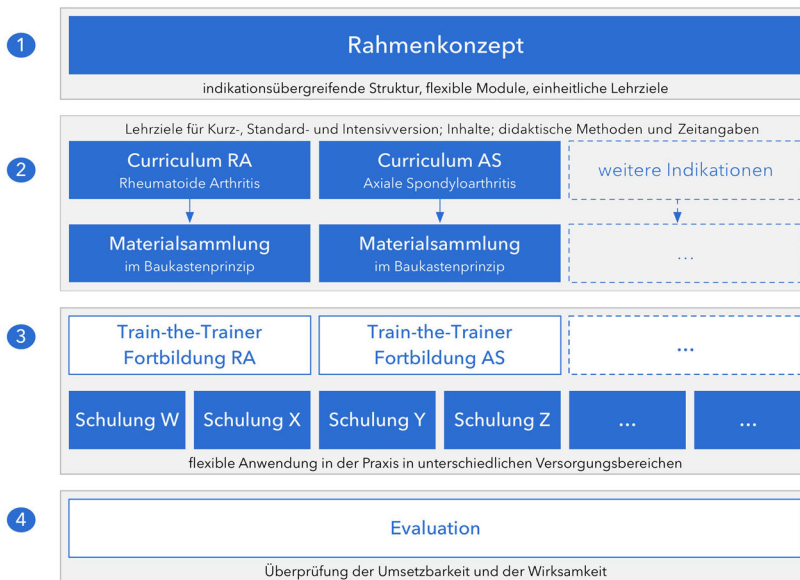 1
Rahmenkonzept
indikationsübergreifende Struktur, flexible Module, einheitliche Lehrziele
2
Lehrziele für Kurz-, Standard- und Intensivversion; Inhalte; didaktische Methoden und Zeitangaben
Curriculum RA
Rheumatoide Arthritis
Curriculum AS
Axiale Spondyloarthritis
weitere Indikationen
Materialsammlung
im Baukastenprinzip
Materialsammlung
im Baukastenprinzip
...
3
Train-the-Trainer
Fortbildung RA
Train-the-Trainer
Fortbildung AS
...
Schulung W
Schulung X
Schulung Y
Schulung Z
...
...
flexible Anwendung in der Praxis in unterschiedlichen Versorgungsbereichen
4
Evaluation
Überprüfung der Umsetzbarkeit und der Wirksamkeit